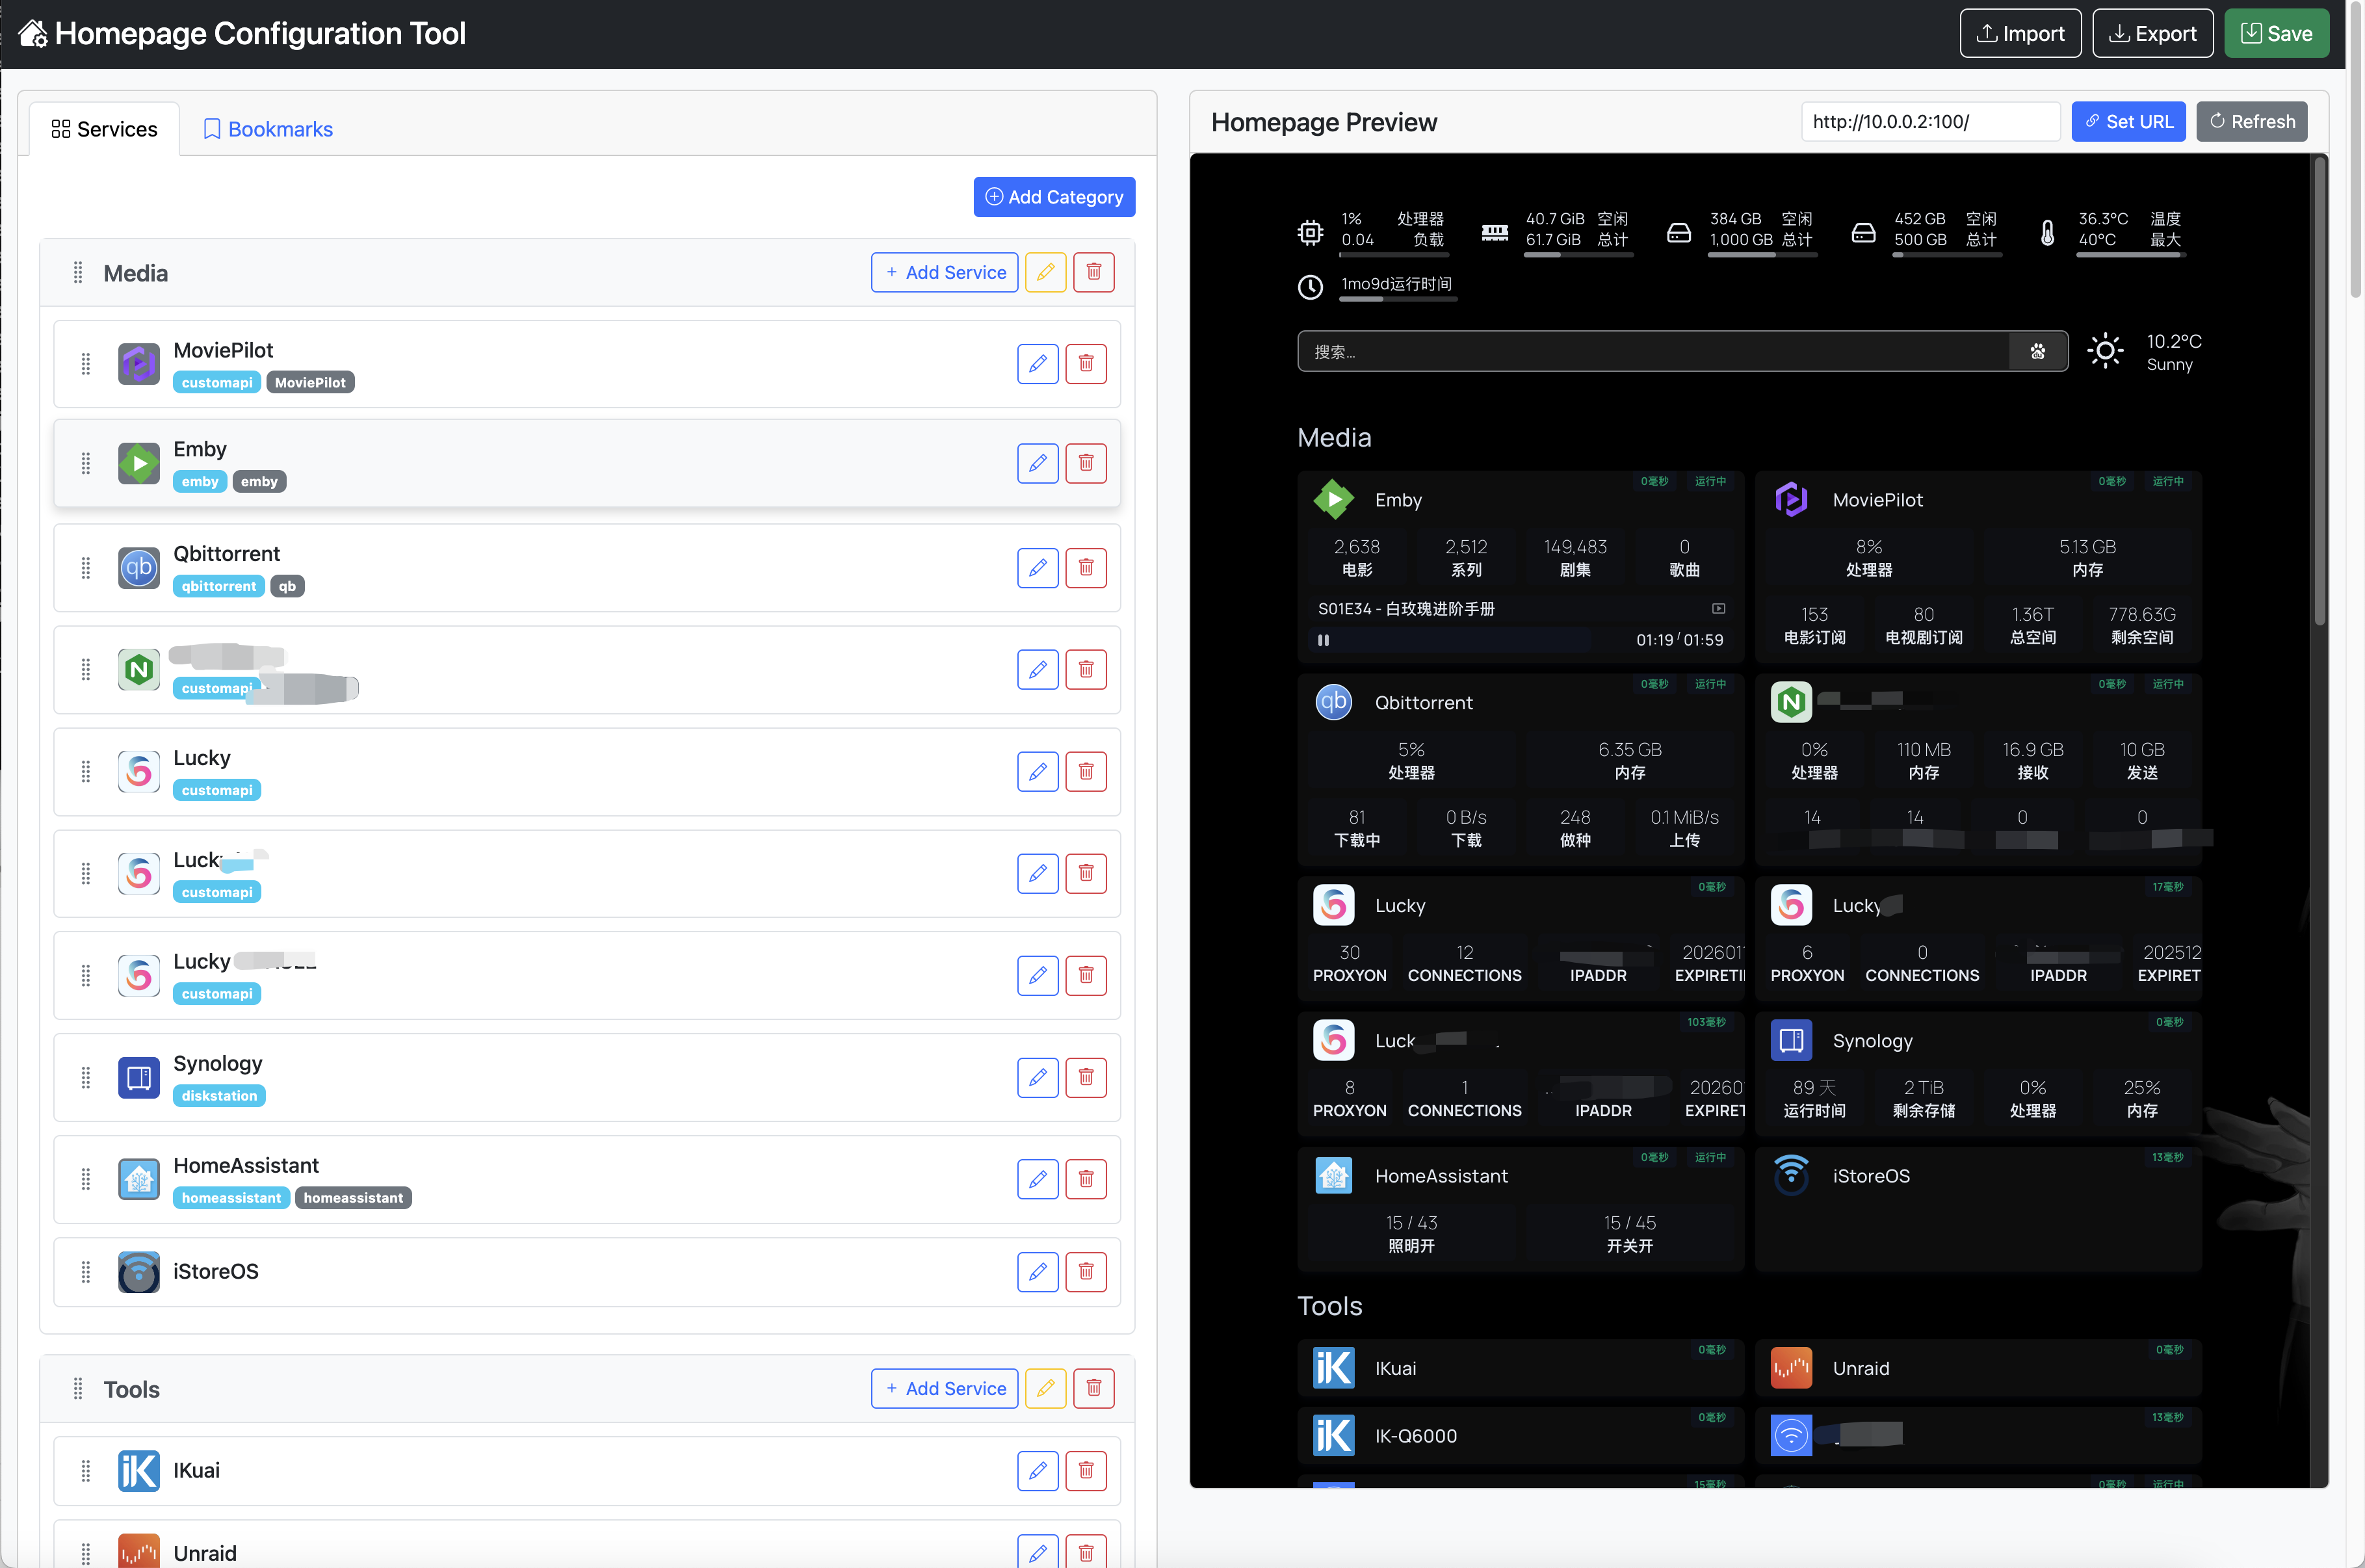 Homepage Configuration Tool
Import
Export
Save
Services
Bookmarks
Add Category
Media
+ Add Service
MoviePilot
customapi MoviePilot
Emby
emby emby
Qbittorrent
qbittorrent qb
customapi
Lucky
customapi
Lucky
customapi
Lucky
customapi
Synology
diskstation
HomeAssistant
homeassistant homeassistant
iStoreOS
Tools
+ Add Service
IKuai
Unraid
Homepage Preview
http://10.0.0.2:100/
Set URL
Refresh
1% 处理器 40.7 GiB 空闲 384 GB 空闲 452 GB 空闲 36.3°C 温度
0.04 负载 61.7 GiB 总计 1,000 GB 总计 500 GB 总计 40°C 最大
1mo9d运行时间
搜索...
10.2°C
Sunny
Media
Emby 0毫秒 运行中
2,638 2,512 149,483 0
电影 系列 剧集 歌曲
S01E34 - 白玫瑰进阶手册
01:19 / 01:59
MoviePilot 0毫秒 运行中
8% 5.13 GB
处理器 内存
153 80 1.36T 778.63G
电影订阅 电视剧订阅 总空间 剩余空间
Qbittorrent 0毫秒 运行中
5% 6.35 GB
处理器 内存
81 0 B/s 248 0.1 MiB/s
下载中 下载 做种 上传
0毫秒 运行中
0% 110 MB 16.9 GB 10 GB
处理器 内存 接收 发送
14 14 0 0
Lucky 0毫秒
30 12 202601
PROXYON CONNECTIONS IPADDR EXPIRETI
Lucky 17毫秒
6 0 202512
PROXYON CONNECTIONS IPADDR EXPIRET
Luck 103毫秒
8 1 20260
PROXYON CONNECTIONS IPADDR EXPIRET
Synology 0毫秒
89 天 2 TiB 0% 25%
运行时间 剩余存储 处理器 内存
HomeAssistant 0毫秒 运行中
15 / 43 15 / 45
照明开 开关开
iStoreOS 13毫秒
Tools
IKuai 0毫秒
Unraid 0毫秒
IK-Q6000 0毫秒
13毫秒
15毫秒
0毫秒 运行中